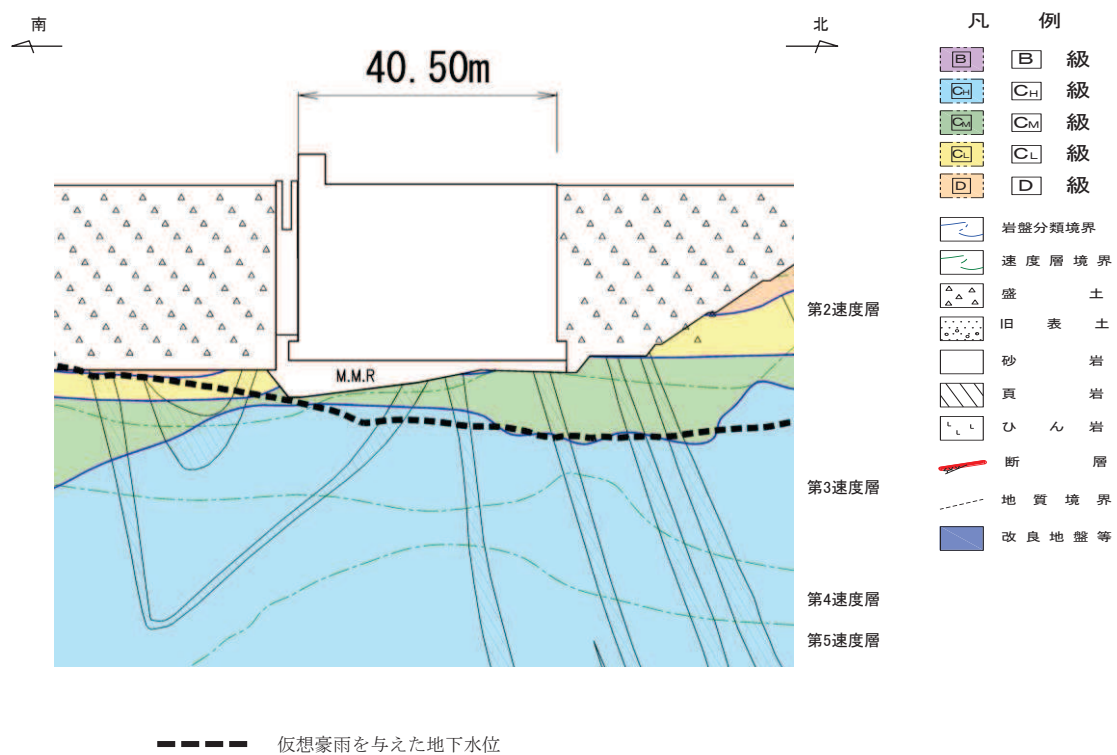 南
北
40.50m
M.M.R
第2速度層
第3速度層
第4速度層
第5速度層
凡 例
B B 級
CH CH 級
CM CM 級
CL CL 級
D D 級
岩盤分類境界
速度層境界
盛土
旧表土
砂岩
頁岩
ひん岩
断層
地質境界
改良地盤等
仮想豪雨を与えた地下水位